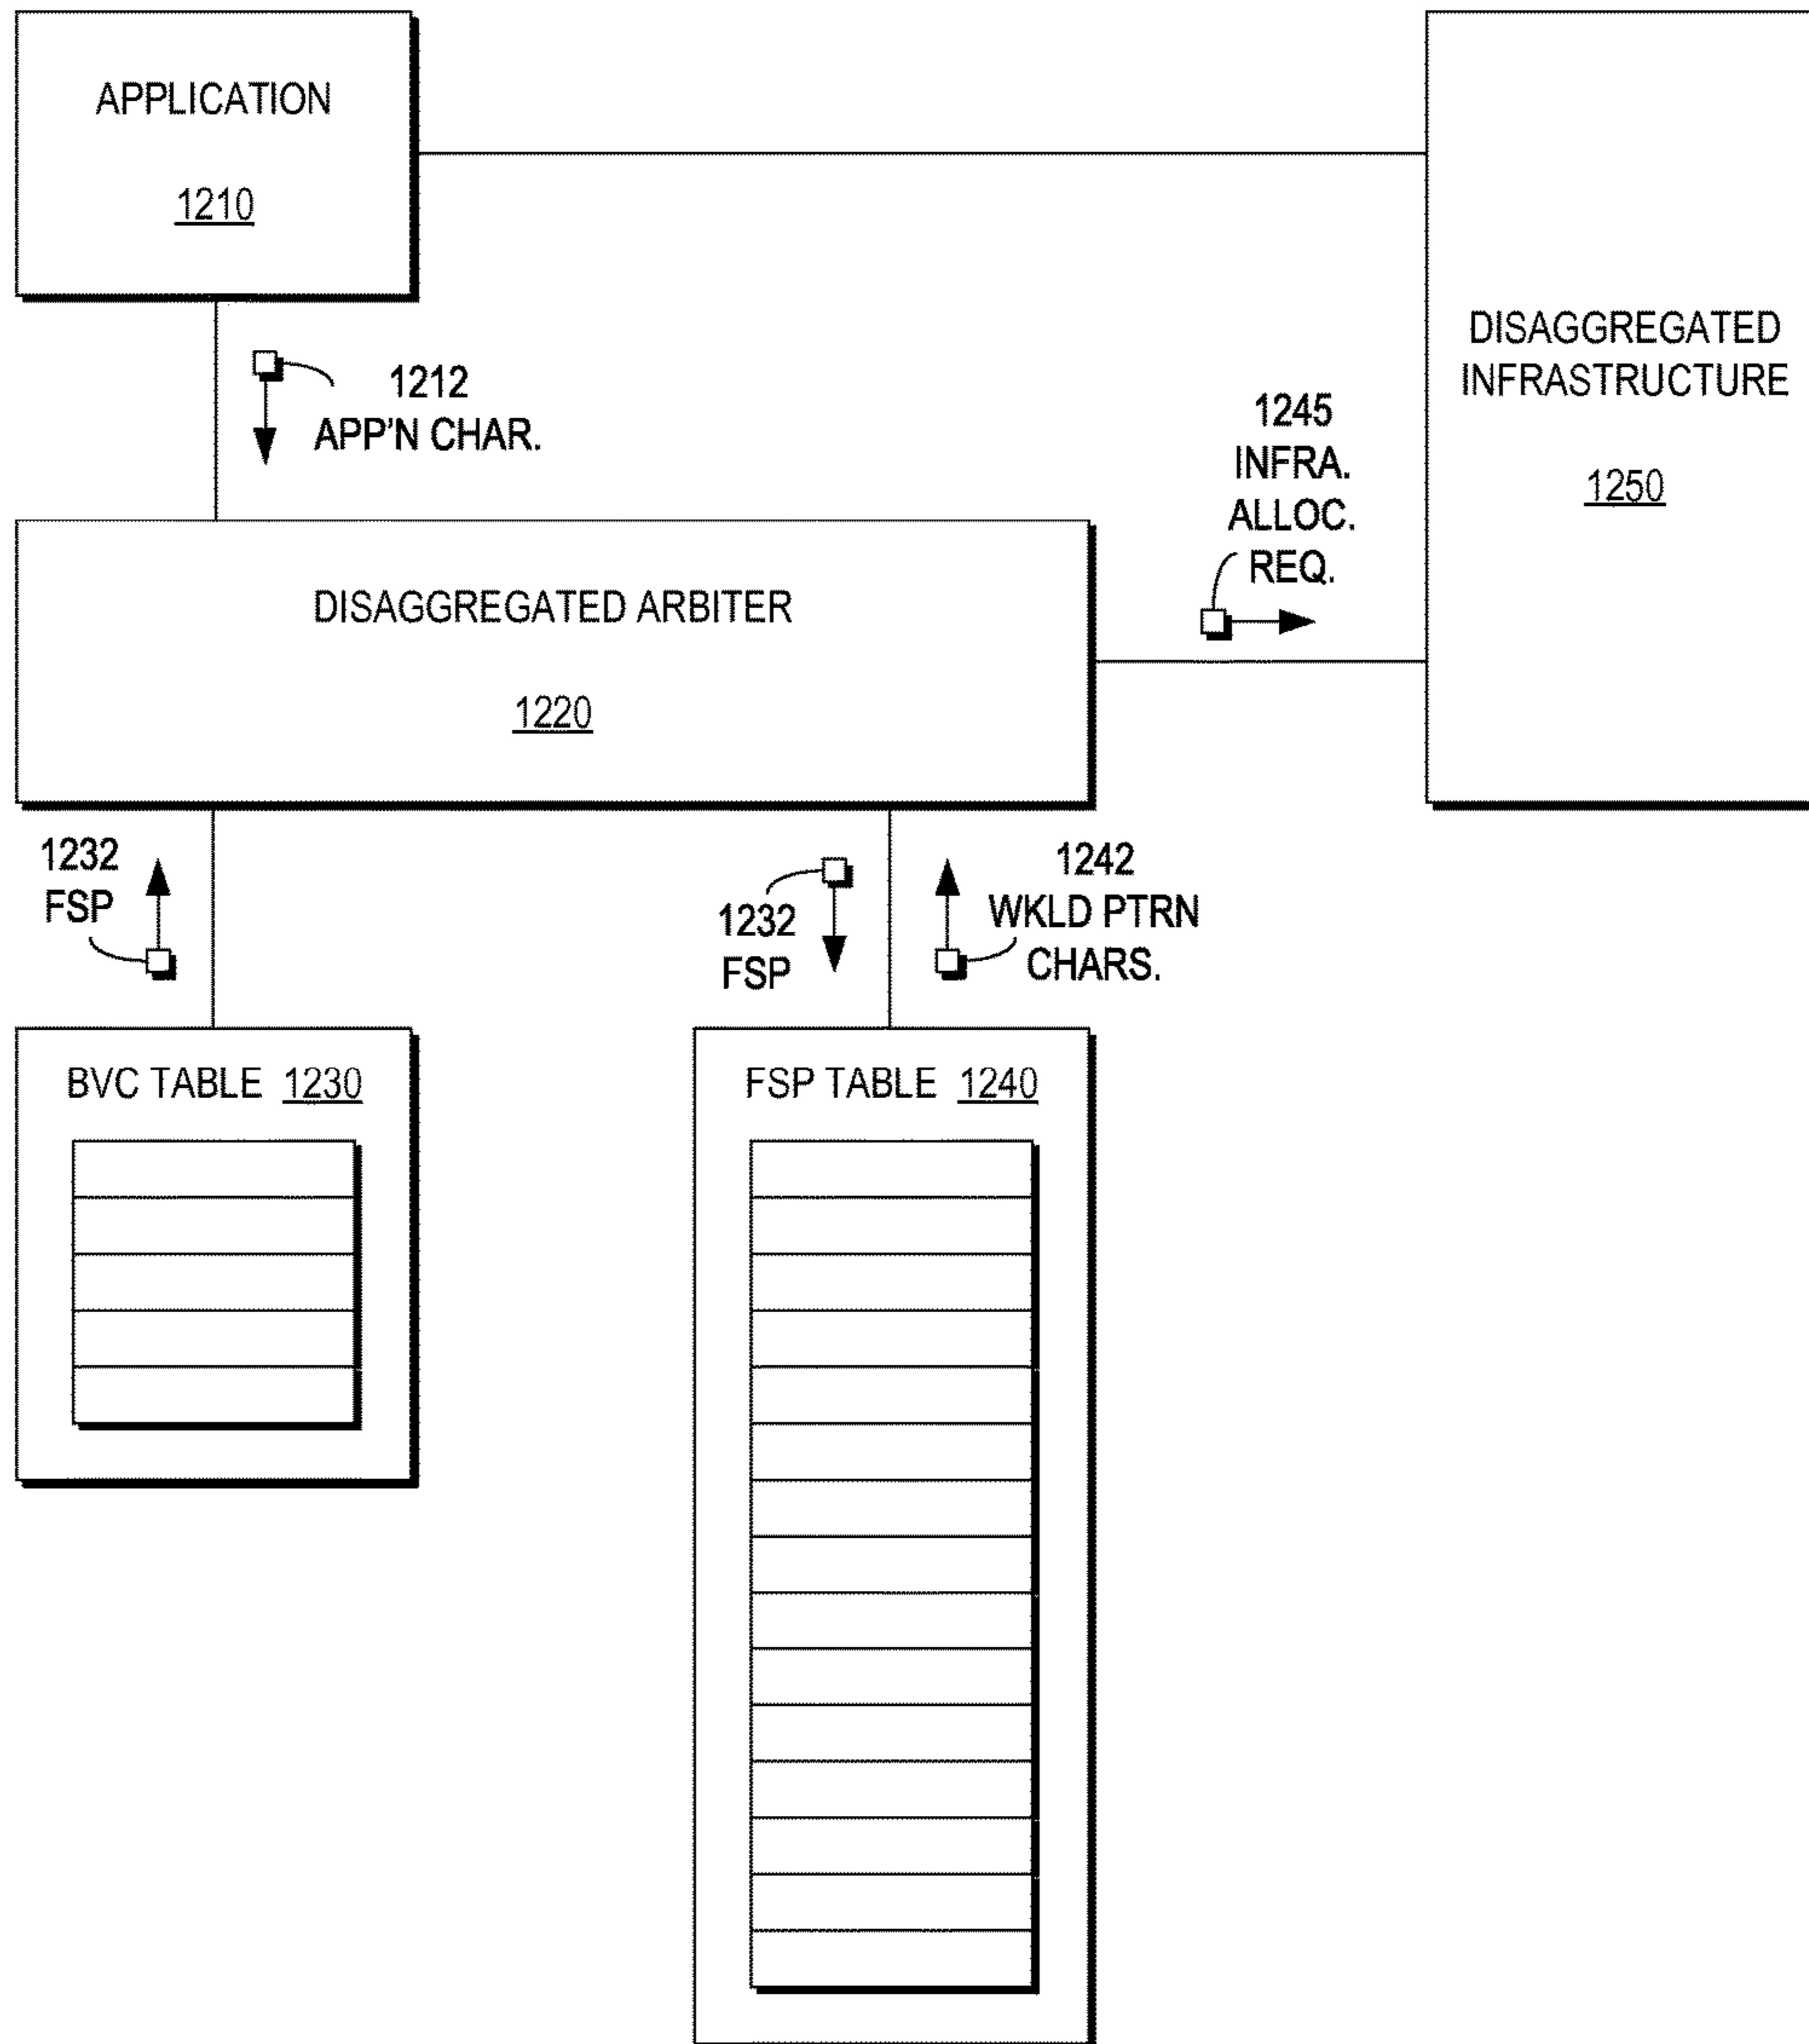 APPLICATION
1210
1212
APP'N CHAR.
DISAGGREGATED
INFRASTRUCTURE
1250
1245
INFRA.
ALLOC.
REQ.
DISAGGREGATED ARBITER
1220
1232
FSP
1232
FSP
1242
WKLD PTRN
CHARS.
BVC TABLE 1230
FSP TABLE 1240